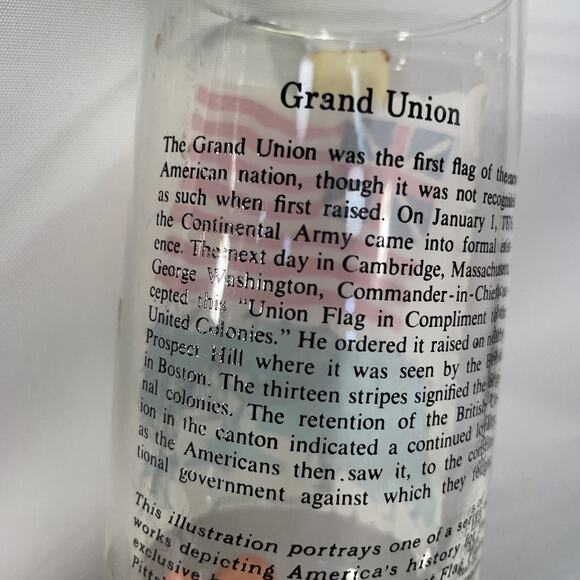 Grand Union
The Grand Union was the first flag of the
American nation, though it was not
as such when first raised. On January 1,
the Continental Army came into formal
ence. The next day in Cambridge,
George Washington, Commander-in-Chief
cepted this "Union Flag in Compliment
United Colonies." He ordered it raised on
Prospect Hill where it was seen by the
in Boston. The thirteen stripes signified the
nal colonies. The retention of the British
ion in the canton indicated a continued
as the Americans then saw it, to the
tional government against which they
This illustration portrays one of a
works depicting America's history
exclusive